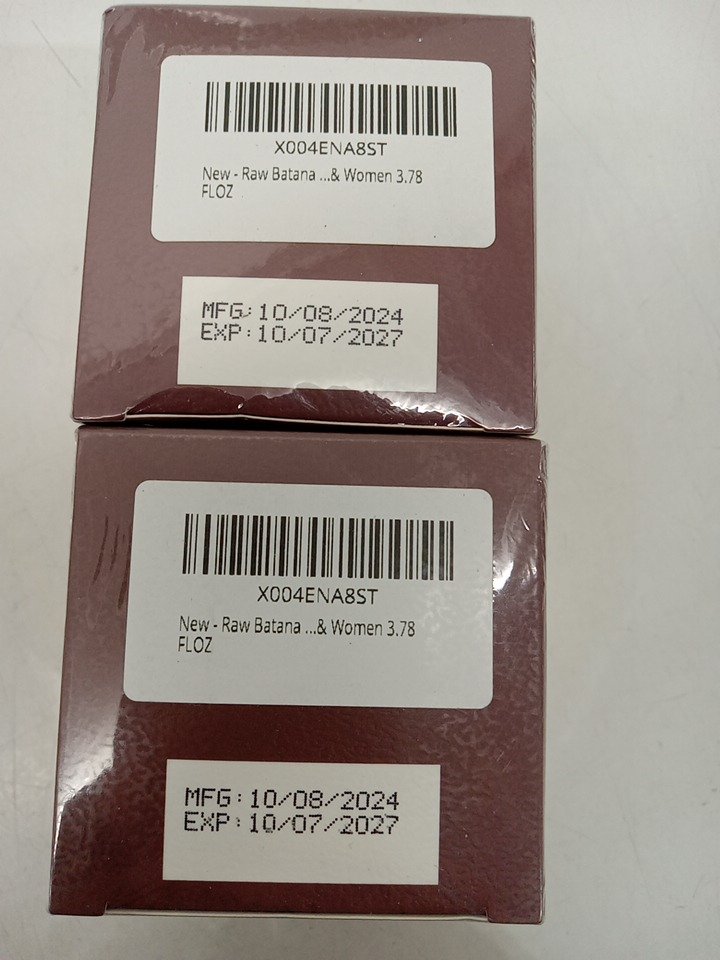 X004ENA8ST
New - Raw Batana ...& Women 3.78
FLOZ
MFG:10/08/2024
EXP:10/07/2027
X004ENA8ST
New - Raw Batana ...& Women 3.78
FLOZ
MFG:10/08/2024
EXP:10/07/2027